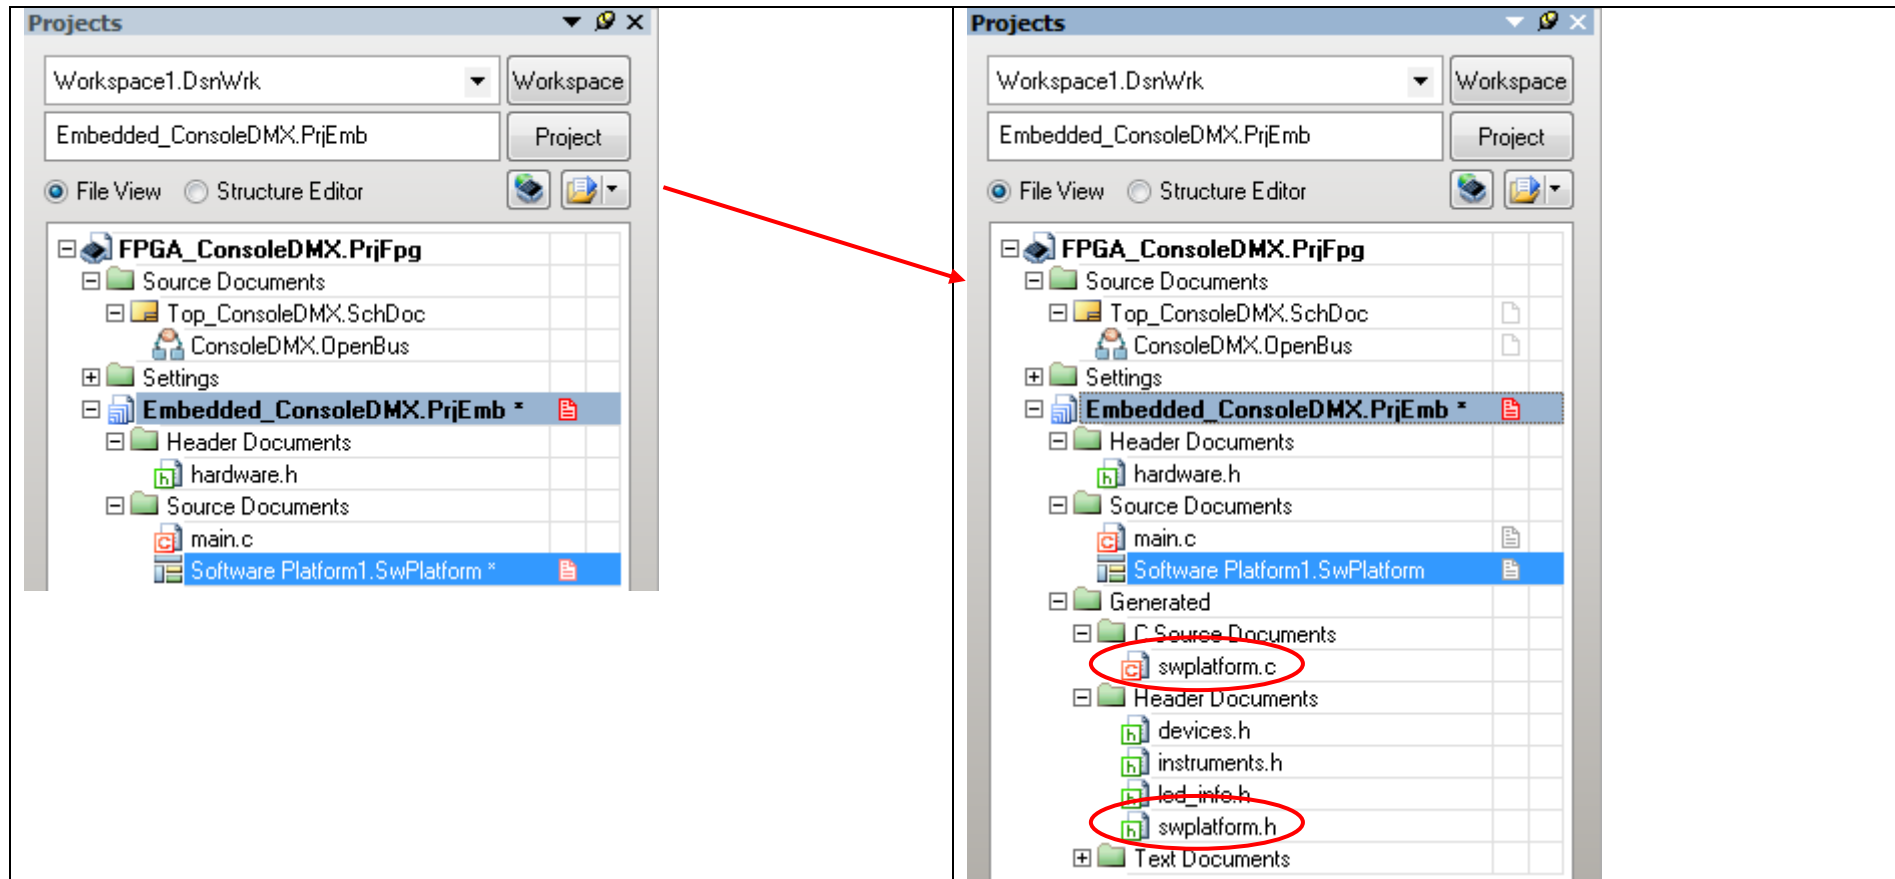 Projects
Workspace1.DsnWrk
Workspace
Embedded_ConsoleDMX.PrjEmb
Project
File View
Structure Editor
FPGA_ConsoleDMX.PrjFpg
Source Documents
Top_ConsoleDMX.SchDoc
ConsoleDMX.OpenBus
Settings
Embedded_ConsoleDMX.PrjEmb *
Header Documents
hardware.h
Source Documents
main.c
Software Platform1.SwPlatform *
Projects
Workspace1.DsnWrk
Workspace
Embedded_ConsoleDMX.PrjEmb
Project
File View
Structure Editor
FPGA_ConsoleDMX.PrjFpg
Source Documents
Top_ConsoleDMX.SchDoc
ConsoleDMX.OpenBus
Settings
Embedded_ConsoleDMX.PrjEmb *
Header Documents
hardware.h
Source Documents
main.c
Software Platform1.SwPlatform
Generated
C Source Documents
swplatform.c
Header Documents
devices.h
instruments.h
led_info.h
swplatform.h
Text Documents